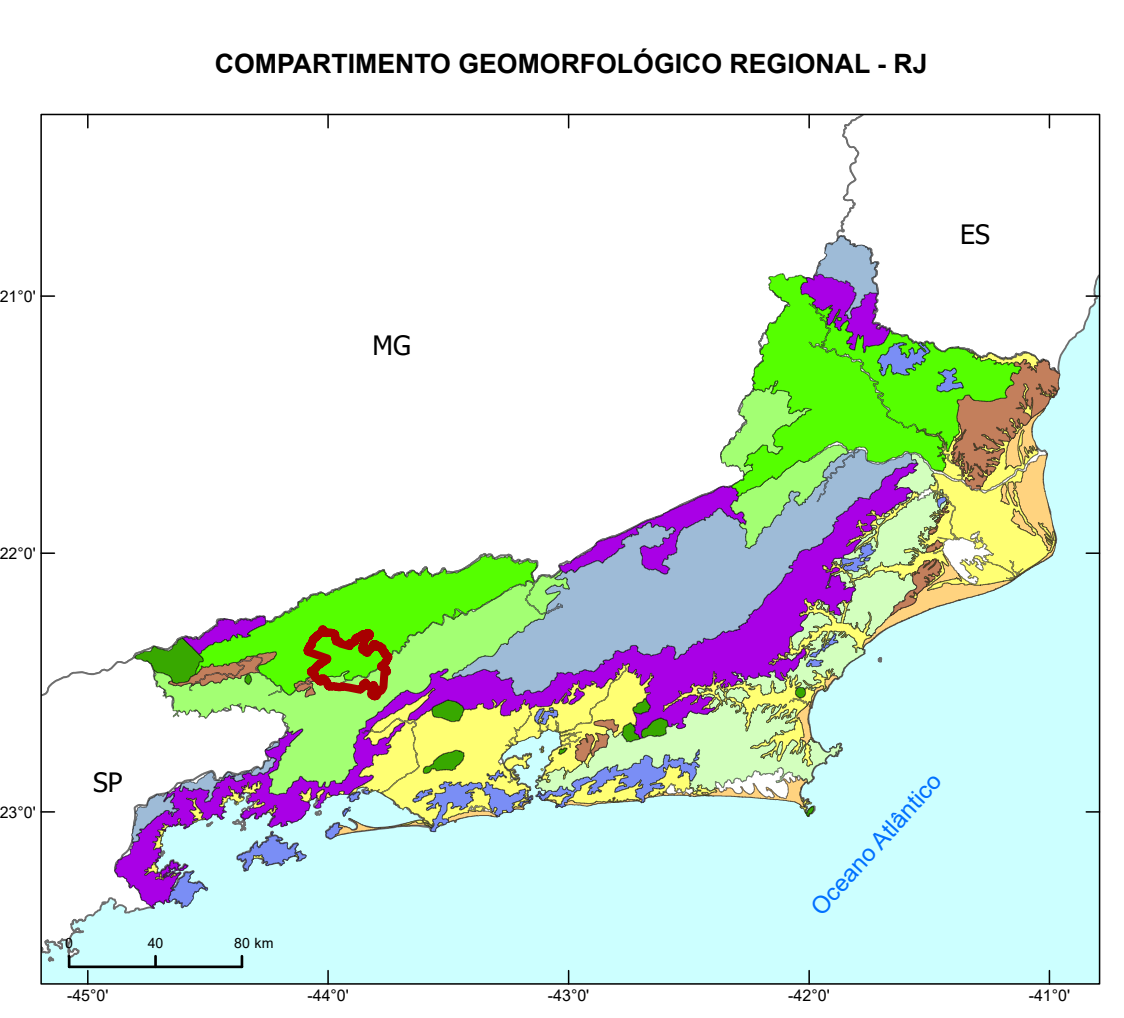 COMPARTIMENTO GEOMORFOLÓGICO REGIONAL - RJ
ES
21°0'
MG
22°0'
SP
23°0'
Oceano Atlântico
0 40 80 km
-45°0' -44°0' -43°0' -42°0' -41°0'